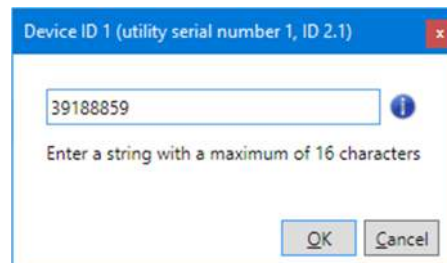 Device ID 1 (utility serial number 1, ID 2.1)
x
39188859
i
Enter a string with a maximum of 16 characters
OK
Cancel